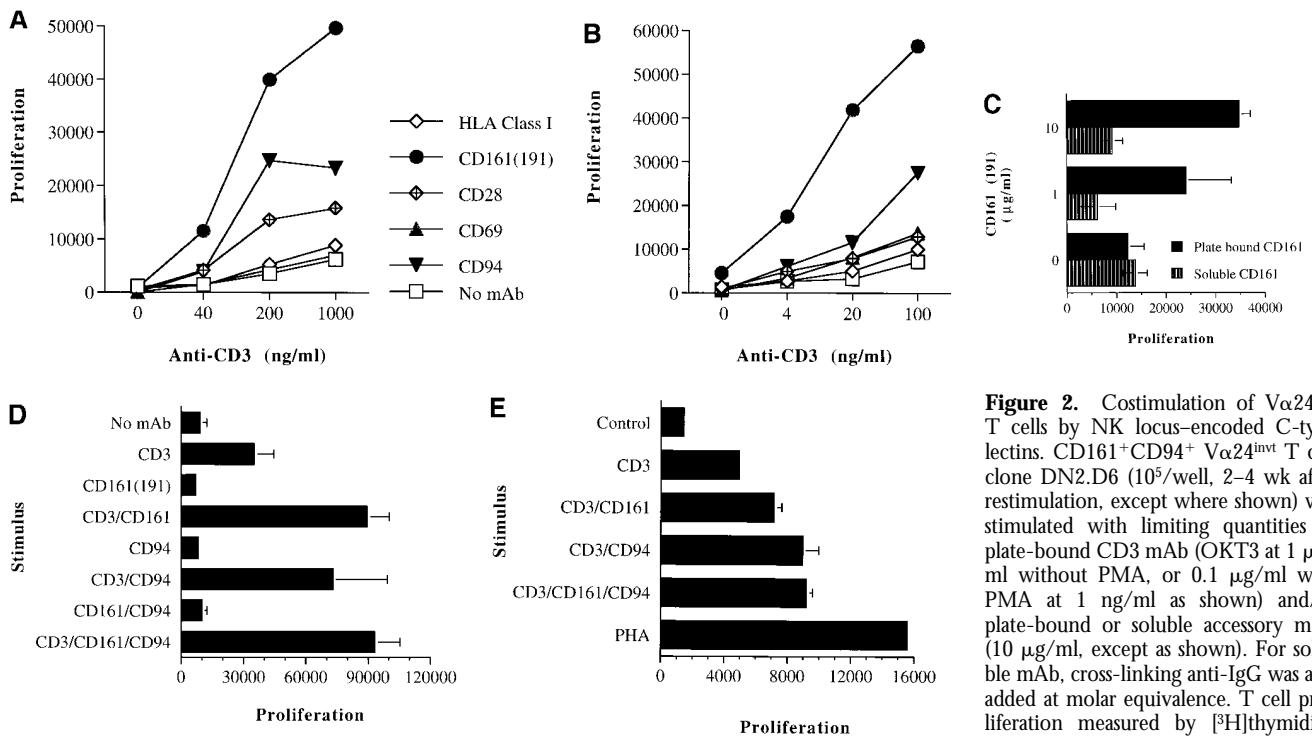 A
50000
40000
30000
20000
10000
0
Proliferation
0 40 200 1000
Anti-CD3 (ng/ml)
HLA Class I
CD161(191)
CD28
CD69
CD94
No mAb
B
60000
50000
40000
30000
20000
10000
0
Proliferation
0 4 20 100
Anti-CD3 (ng/ml)
C
CD161 (191)
( µg/ml)
10
1
0
Plate bound CD161
Soluble CD161
0 10000 20000 30000 40000
Proliferation
D
Stimulus
No mAb
CD3
CD161(191)
CD3/CD161
CD94
CD3/CD94
CD161/CD94
CD3/CD161/CD94
0 30000 60000 90000 120000
Proliferation
E
Stimulus
Control
CD3
CD3/CD161
CD3/CD94
CD3/CD161/CD94
PHA
0 4000 8000 12000 16000
Proliferation
Figure 2. Costimulation of Vα24
T cells by NK locus–encoded C-ty
lectins. CD161+CD94+ Vα24invt T c
clone DN2.D6 (10⁵/well, 2–4 wk af
restimulation, except where shown) w
stimulated with limiting quantities
plate-bound CD3 mAb (OKT3 at 1 µ
ml without PMA, or 0.1 µg/ml w
PMA at 1 ng/ml as shown) and
plate-bound or soluble accessory m
(10 µg/ml, except as shown). For sol
ble mAb, cross-linking anti-IgG was a
added at molar equivalence. T cell pr
liferation measured by [³H]thymidi